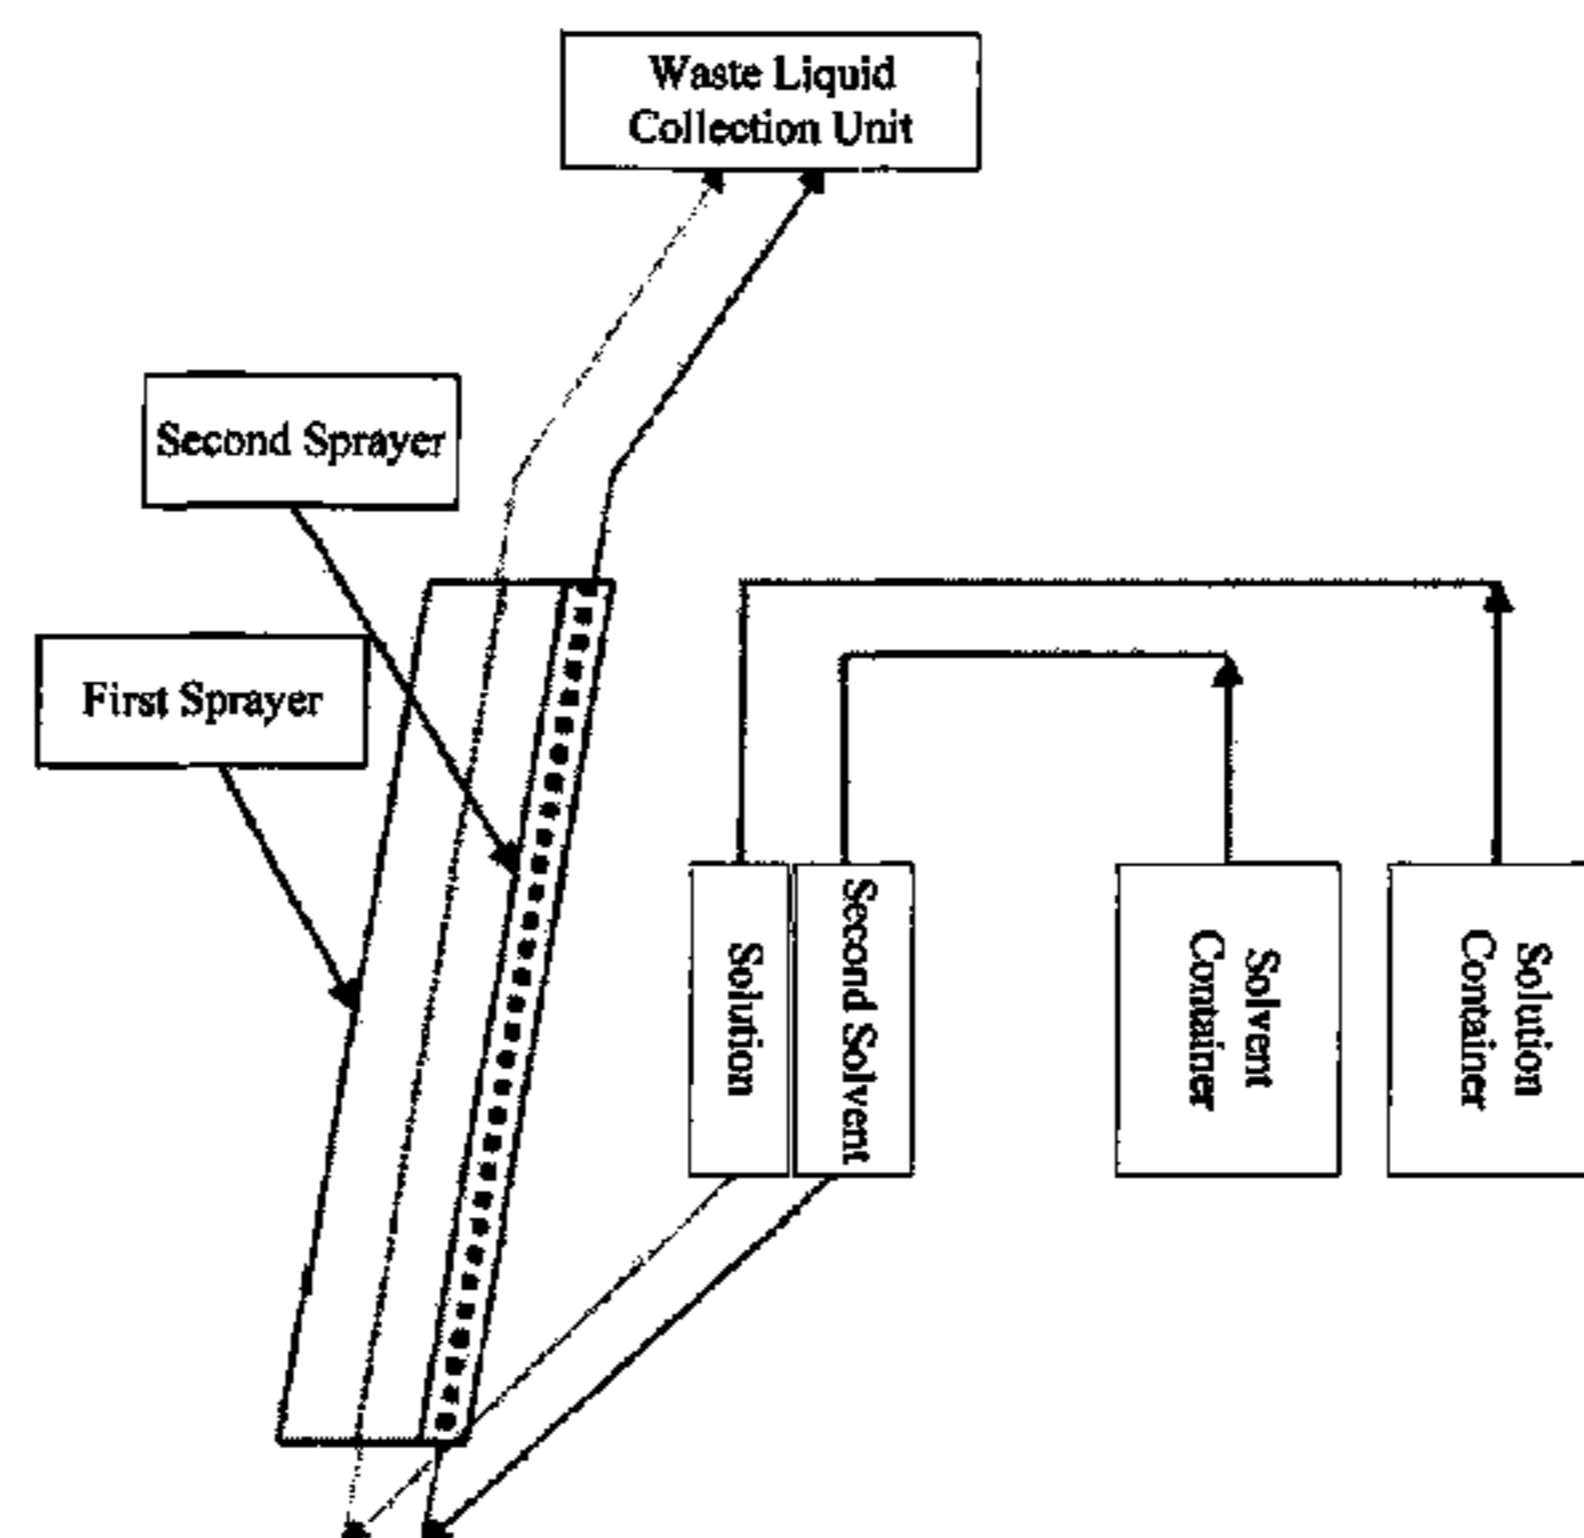 Waste Liquid
Collection Unit
Second Sprayer
First Sprayer
Solution
Second Solvent
Solvent
Container
Solution
Container